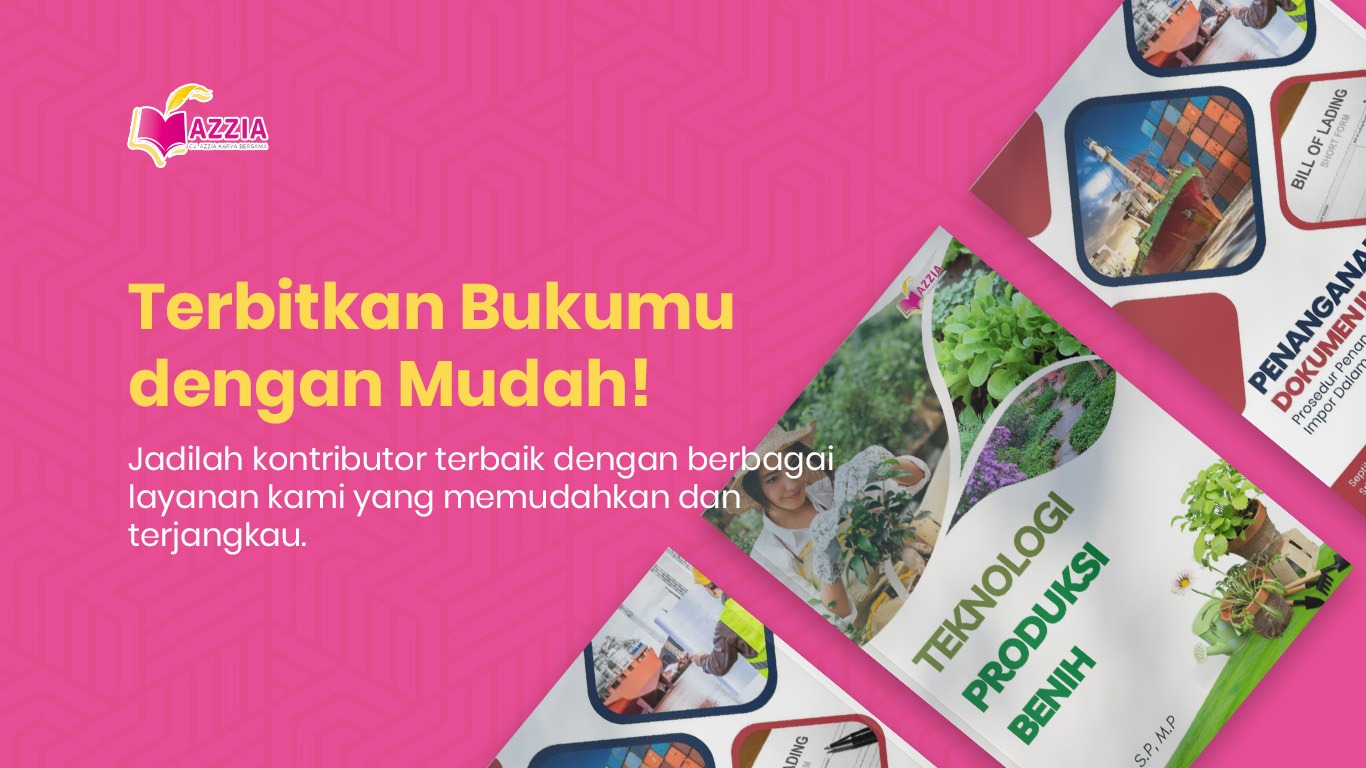 AZZIA
CV. AZZIA KARYA BERSAMA
Terbitkan Bukumu
dengan Mudah!
Jadilah kontributor terbaik dengan berbagai
layanan kami yang memudahkan dan
terjangkau.
BILL OF LADING
SHORT FORM
PENANGANAN
DOKUMEN
Prosedur Penan
Impor Dalam
AZZIA
TEKNOLOGI
PRODUKSI
BENIH
S.P, M.P
LADING